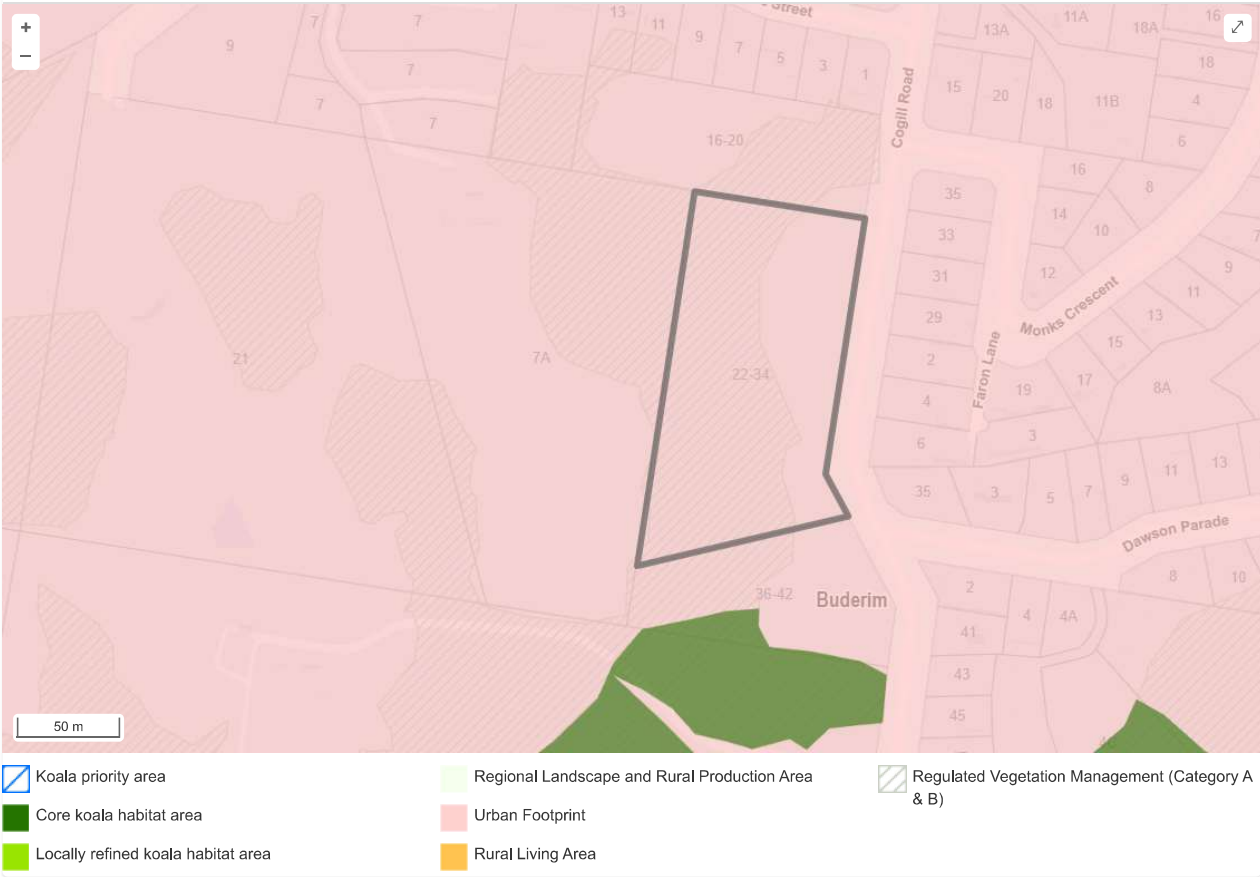 +
−
Street
13
11
9
7
5
3
1
7
7
9
7
7
7
16-20
Cogill Road
13A
11A
18A
16
18
15
20
18
11B
4
6
16
8
35
14
10
33
12
7
9
31
11
29
13
Monks Crescent
15
2
Faron Lane
17
8A
4
19
6
3
21
7A
22-34
35
3
5
7
9
11
13
Dawson Parade
36-42
Buderim
2
4
4A
8
10
41
43
45
50 m
Koala priority area
Core koala habitat area
Locally refined koala habitat area
Regional Landscape and Rural Production Area
Urban Footprint
Rural Living Area
Regulated Vegetation Management (Category A
& B)